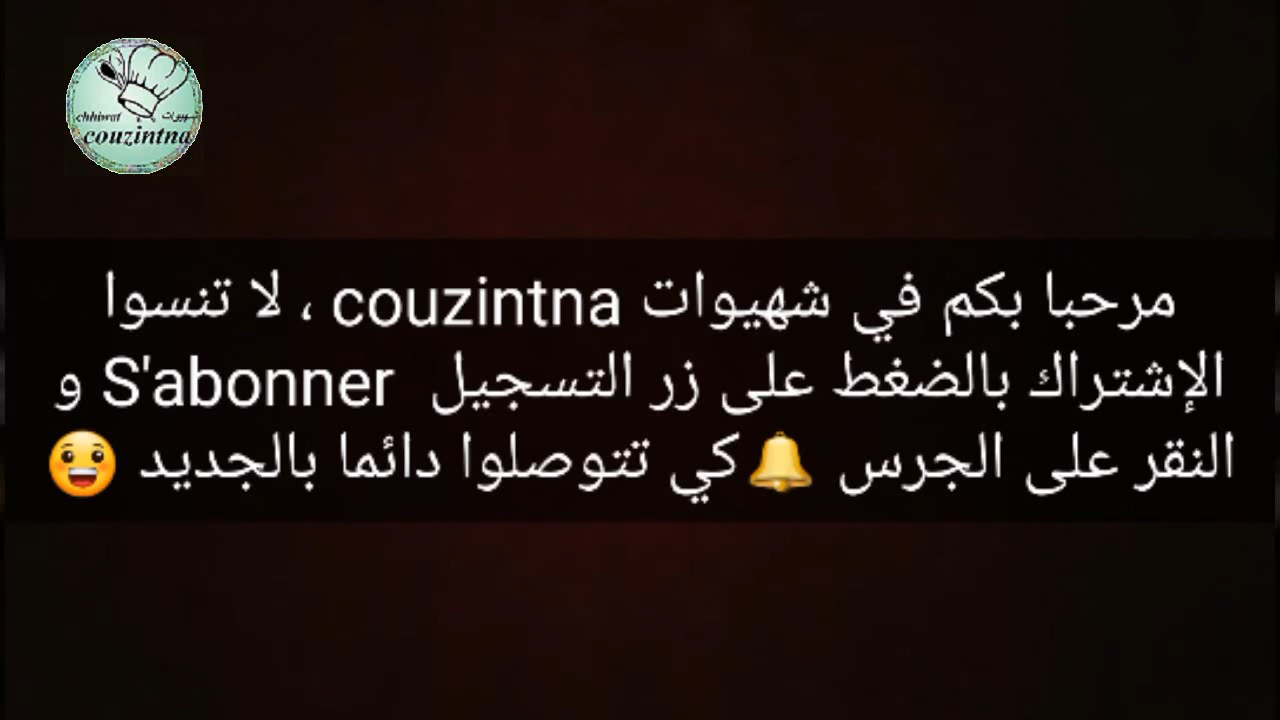 chhiwat شهيوات
couzintna
مرحبا بكم في شهيوات couzintna ، لا تنسوا
الإشتراك بالضغط على زر التسجيل S'abonner و
النقر على الجرس 🔔كي تتوصلوا دائما بالجديد 😀